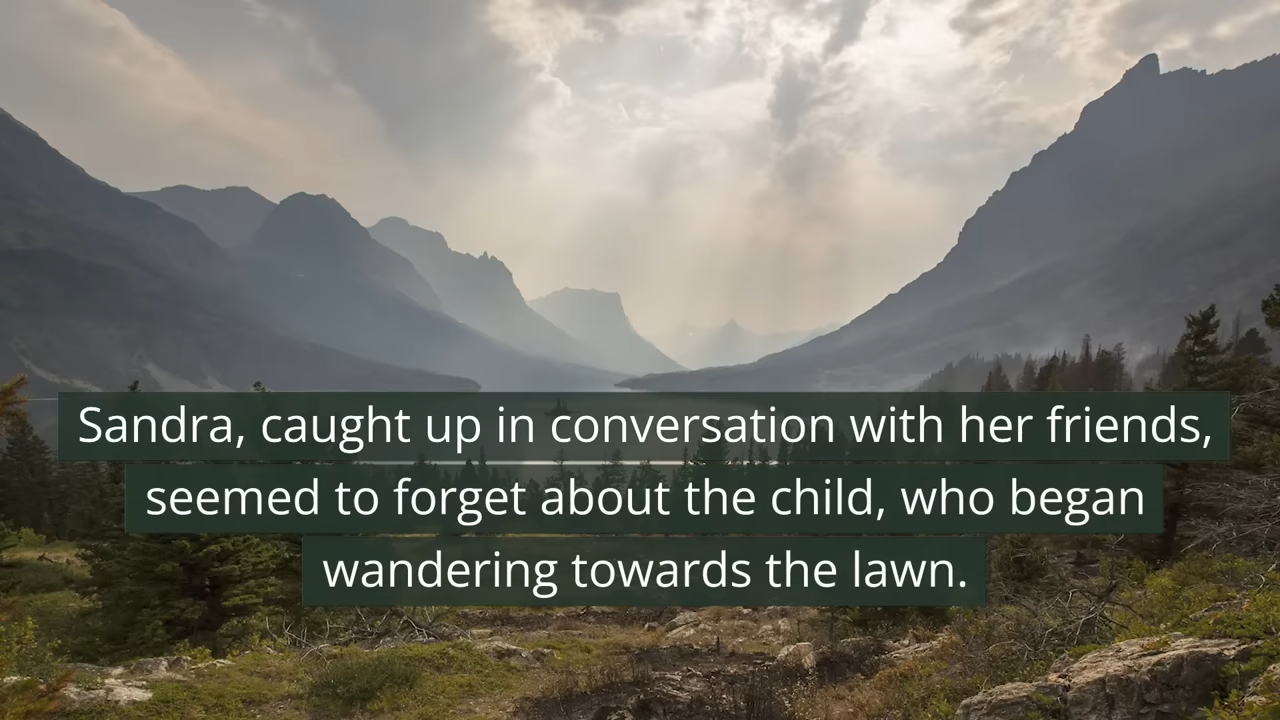 Sandra, caught up in conversation with her friends,
seemed to forget about the child, who began
wandering towards the lawn.